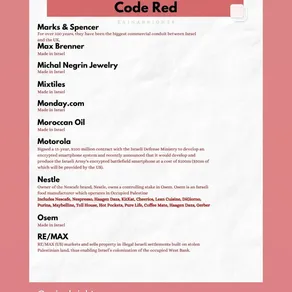 Code Red
Marks & Spencer
For over 100 years, they have been the biggest commercial conduit between Israel
and the UK.
Max Brenner
Made in Israel
Michal Negrin Jewelry
Made in Israel
Mixtiles
Made in Israel
Monday.com
Made in Israel
Moroccan Oil
Made in Israel
Motorola
Signed a 10 year, $100 million contract with the Israeli Defense Ministry to develop an
encrypted smartphone system and recently announced that it would develop and
produce the Israeli Army's encrypted battlefield smartphone at a cost of
which will be provided by the US).
Nestle
Owner of the Nescafe brand, Nestle, owns a controlling stake in Osem. Osem is an Israeli
food manufacturer which operates in Occupied Palestine
Includes Nescafe, Nespresso, Haagen Daz, KitKat, Cheerios, Lean Cuisine, DiGiorno,
Purina, Maybelline, Toll House, Hot Pockets, Pure Life, Coffee Mate, Haagen Daz, Gerber
Osem
Made in Israel
RE/MAX
RE/MAX (US) markets and sells property in illegal Israeli settlements built on stolen
Palestinian land, thus enabling colonization of the occupied West Bank.